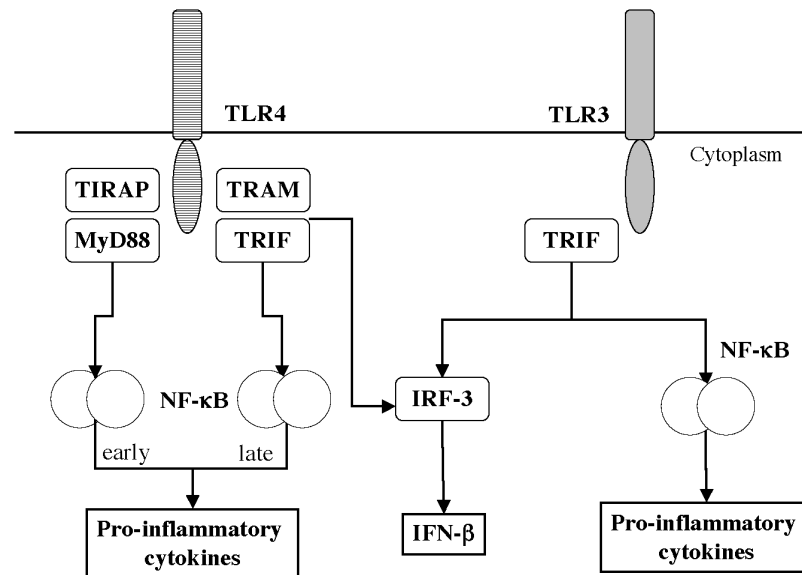 TLR4
TLR3
Cytoplasm
TIRAP
TRAM
MyD88
TRIF
TRIF
NF-κB
NF-κB
IRF-3
early
late
Pro-inflammatory
cytokines
IFN-β
Pro-inflammatory
cytokines